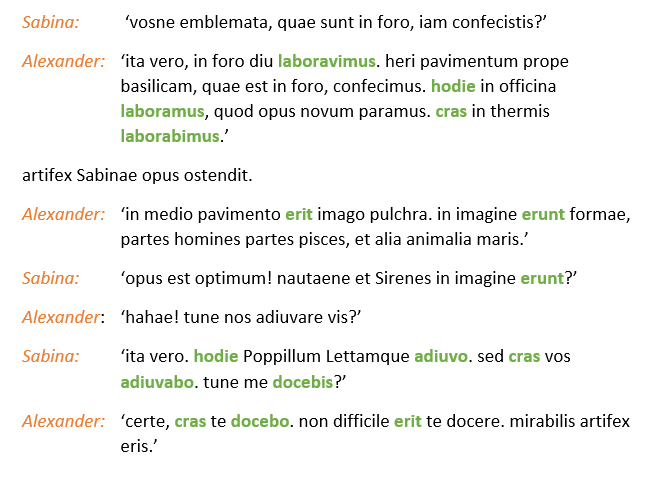 Sabina: ‘vosne emblemata, quae sunt in foro, iam confecistis?’
Alexander: ‘ita vero, in foro diu laboravimus. heri pavimentum prope
basilicam, quae est in foro, confecimus. hodie in officina
laboramus, quod opus novum paramus. cras in thermis
laborabimus.’
artifex Sabinae opus ostendit.
Alexander: ‘in medio pavimento erit imago pulchra. in imagine erunt formae,
partes homines partes pisces, et alia animalia maris.’
Sabina: ‘opus est optimum! nautaene et Sirenes in imagine erunt?’
Alexander: ‘hahae! tune nos adiuvare vis?’
Sabina: ‘ita vero. hodie Poppillum Lettamque adiuvo. sed cras vos
adiuvabo. tune me docebis?’
Alexander: ‘certe, cras te docebo. non difficile erit te docere. mirabilis artifex
eris.’